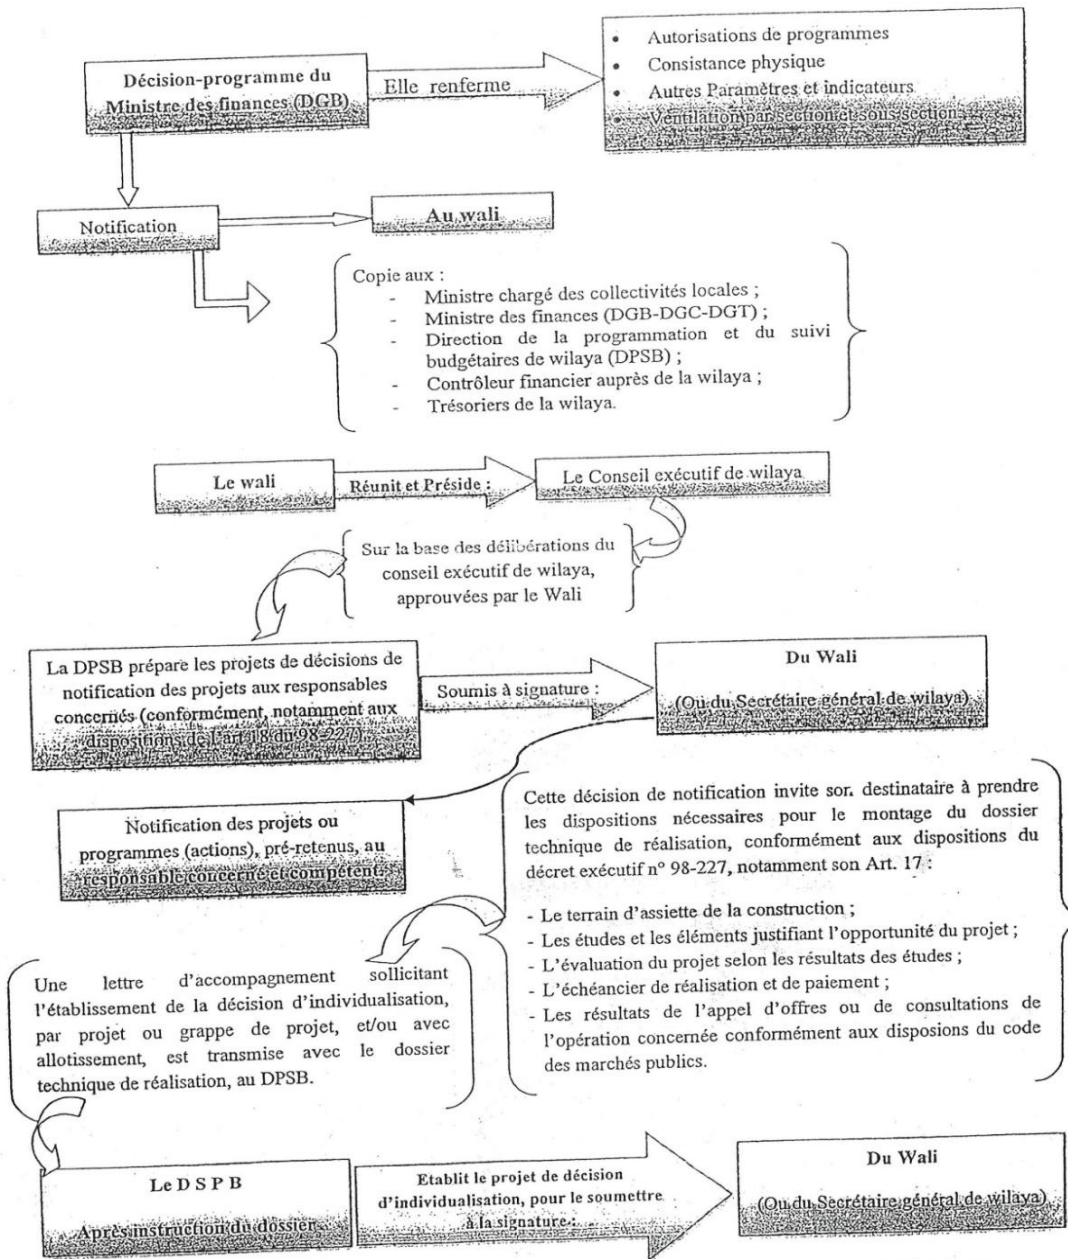 Décision-programme du
Ministre des finances (DGB)
Elle renferme
• Autorisations de programmes
• Consistance physique
• Autres Paramètres et indicateurs
• Ventilation par section et sous section
Notification
Au wali
Copie aux :
- Ministre chargé des collectivités locales ;
- Ministre des finances (DGB-DGC-DGT) ;
- Direction de la programmation et du suivi
budgétaires de wilaya (DPSB) ;
- Contrôleur financier auprès de la wilaya ;
- Trésoriers de la wilaya.
Le wali
Réunit et Préside :
Le Conseil exécutif de wilaya
Sur la base des délibérations du
conseil exécutif de wilaya,
approuvées par le Wali
La DPSB prépare les projets de décisions de
notification des projets aux responsables
concernés (conformément, notamment aux
dispositions de l'art 18 du 98-227)
Soumis à signature :
Du Wali
(Ou du Secrétaire général de wilaya)
Notification des projets ou
programmes (actions), pré-retenus, au
responsable concerné et compétent.
Cette décision de notification invite son destinataire à prendre
les dispositions nécessaires pour le montage du dossier
technique de réalisation, conformément aux dispositions du
décret exécutif n° 98-227, notamment son Art. 17 :
- Le terrain d'assiette de la construction ;
- Les études et les éléments justifiant l'opportunité du projet ;
- L'évaluation du projet selon les résultats des études ;
- L'échéancier de réalisation et de paiement ;
- Les résultats de l'appel d'offres ou de consultations de
l'opération concernée conformément aux disposions du code
des marchés publics.
Une lettre d'accompagnement sollicitant
l'établissement de la décision d'individualisation,
par projet ou grappe de projet, et/ou avec
allotissement, est transmise avec le dossier
technique de réalisation, au DPSB.
Le D S P B
Après instruction du dossier
Etablit le projet de décision
d'individualisation, pour le soumettre
à la signature :
Du Wali
(Ou du Secrétaire général de wilaya)